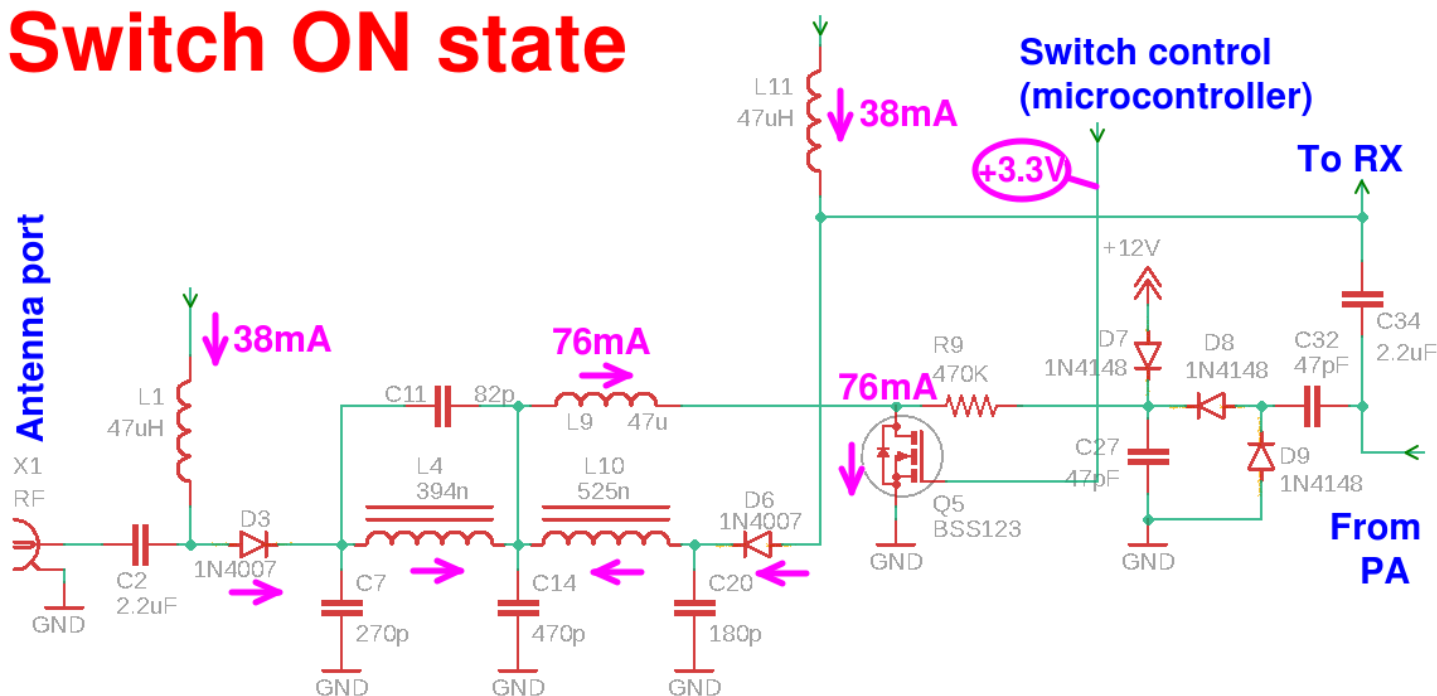 Switch ON state
Switch control
(microcontroller)
L11
47uH
38mA
To RX
+3.3V
Antenna port
+12V
38mA
76mA
D7
1N4148
D8
1N4148
C32
47pF
C34
2.2uF
R9
470K
76mA
L1
47uH
C11
82p
L9
47u
C27
47pF
D9
1N4148
X1
RF
L4
394n
L10
525n
D6
1N4007
Q5
BSS123
D3
1N4007
From
PA
GND
GND
C2
2.2uF
C7
270p
C14
470p
C20
180p
GND
GND
GND
GND